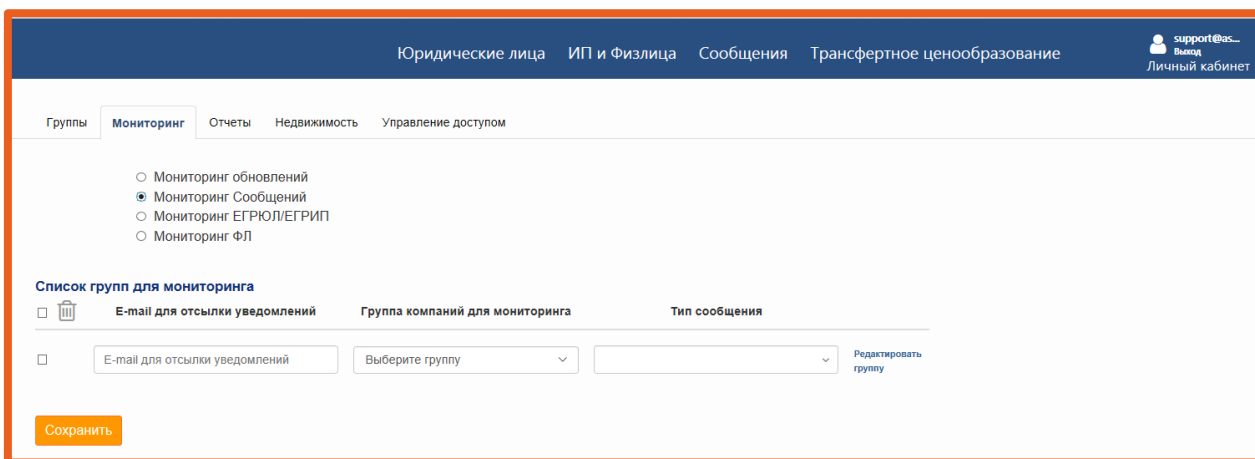 Юридические лица ИП и Физлица Сообщения Трансфертное ценообразование
support@as...
Выход
Личный кабинет
Группы Мониторинг Отчеты Недвижимость Управление доступом
Мониторинг обновлений
Мониторинг Сообщений
Мониторинг ЕГРЮЛ/ЕГРИП
Мониторинг ФЛ
Список групп для мониторинга
E-mail для отсылки уведомлений Группа компаний для мониторинга Тип сообщения
E-mail для отсылки уведомлений Выберите группу Редактировать
группу
Сохранить